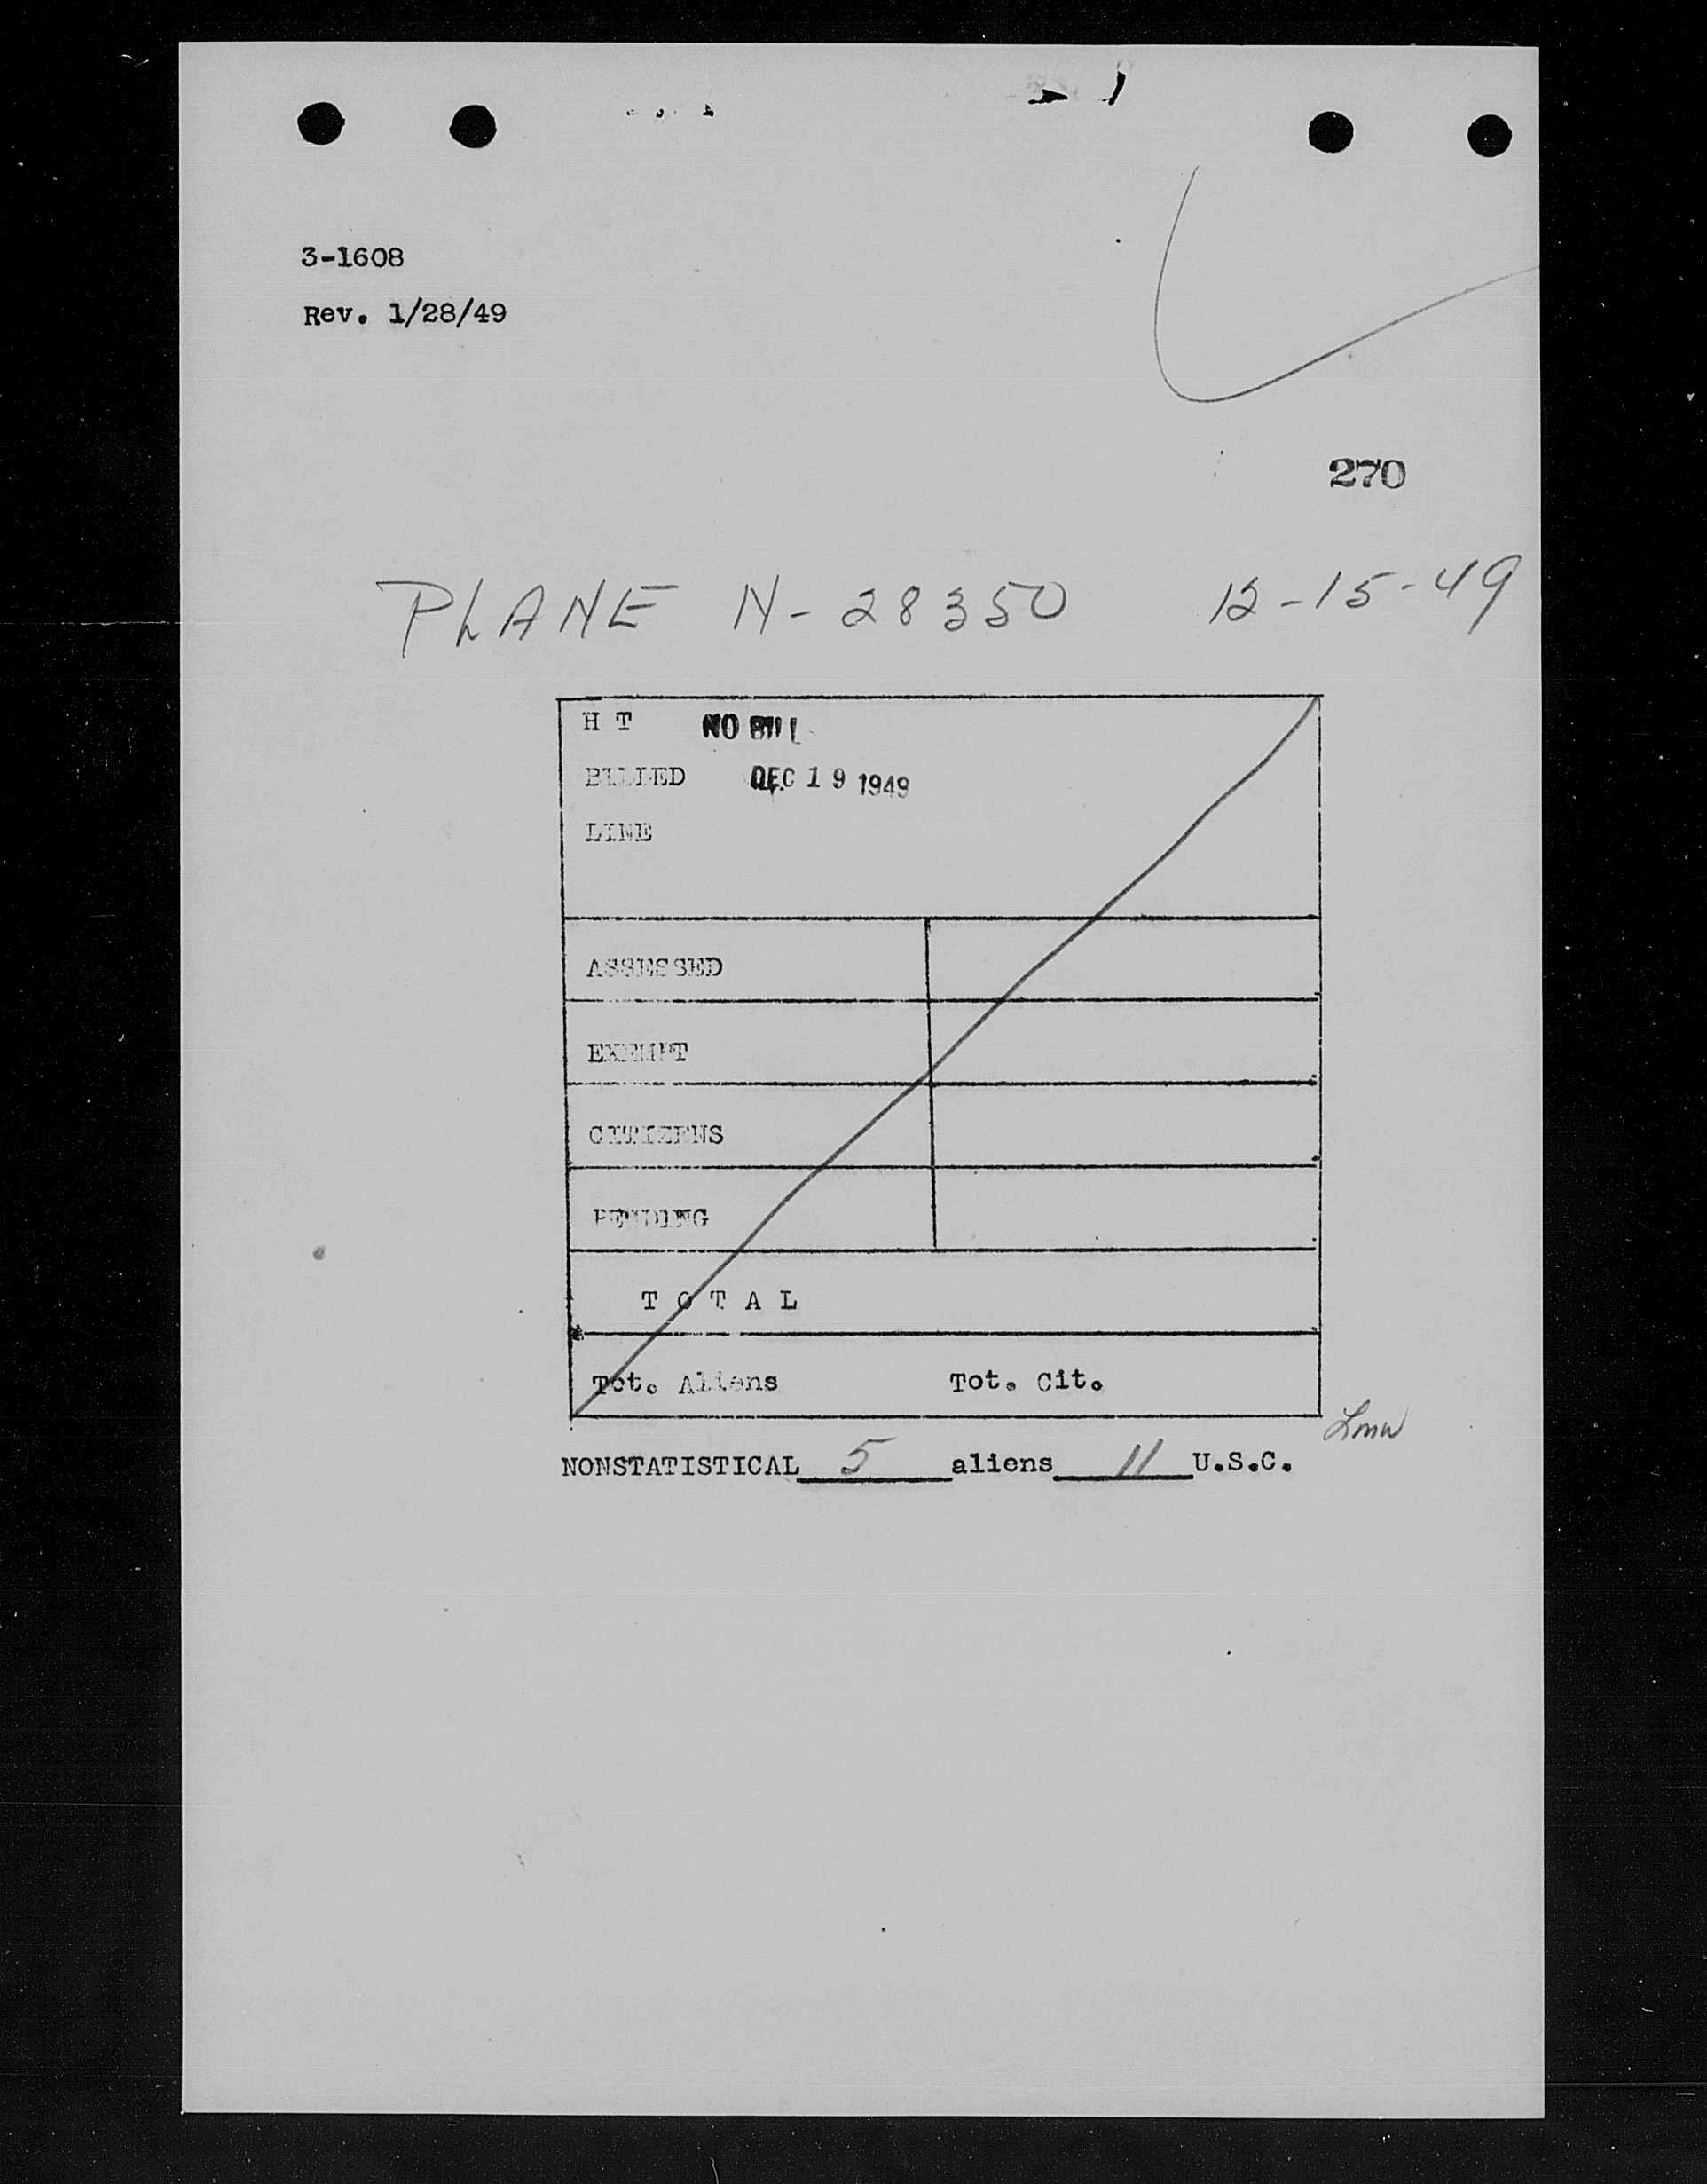 3-1608
Rev. 1/28/49
270
PLANE N-28350 12-15-49
H T NO BILL
BILLED DEC 19 1949
LINE
ASSESSED
EXEMPT
CITIZENS
PENDING
T O T A L
Tot. Aliens Tot. Cit.
NONSTATISTICAL 5 aliens 11 U.S.C.